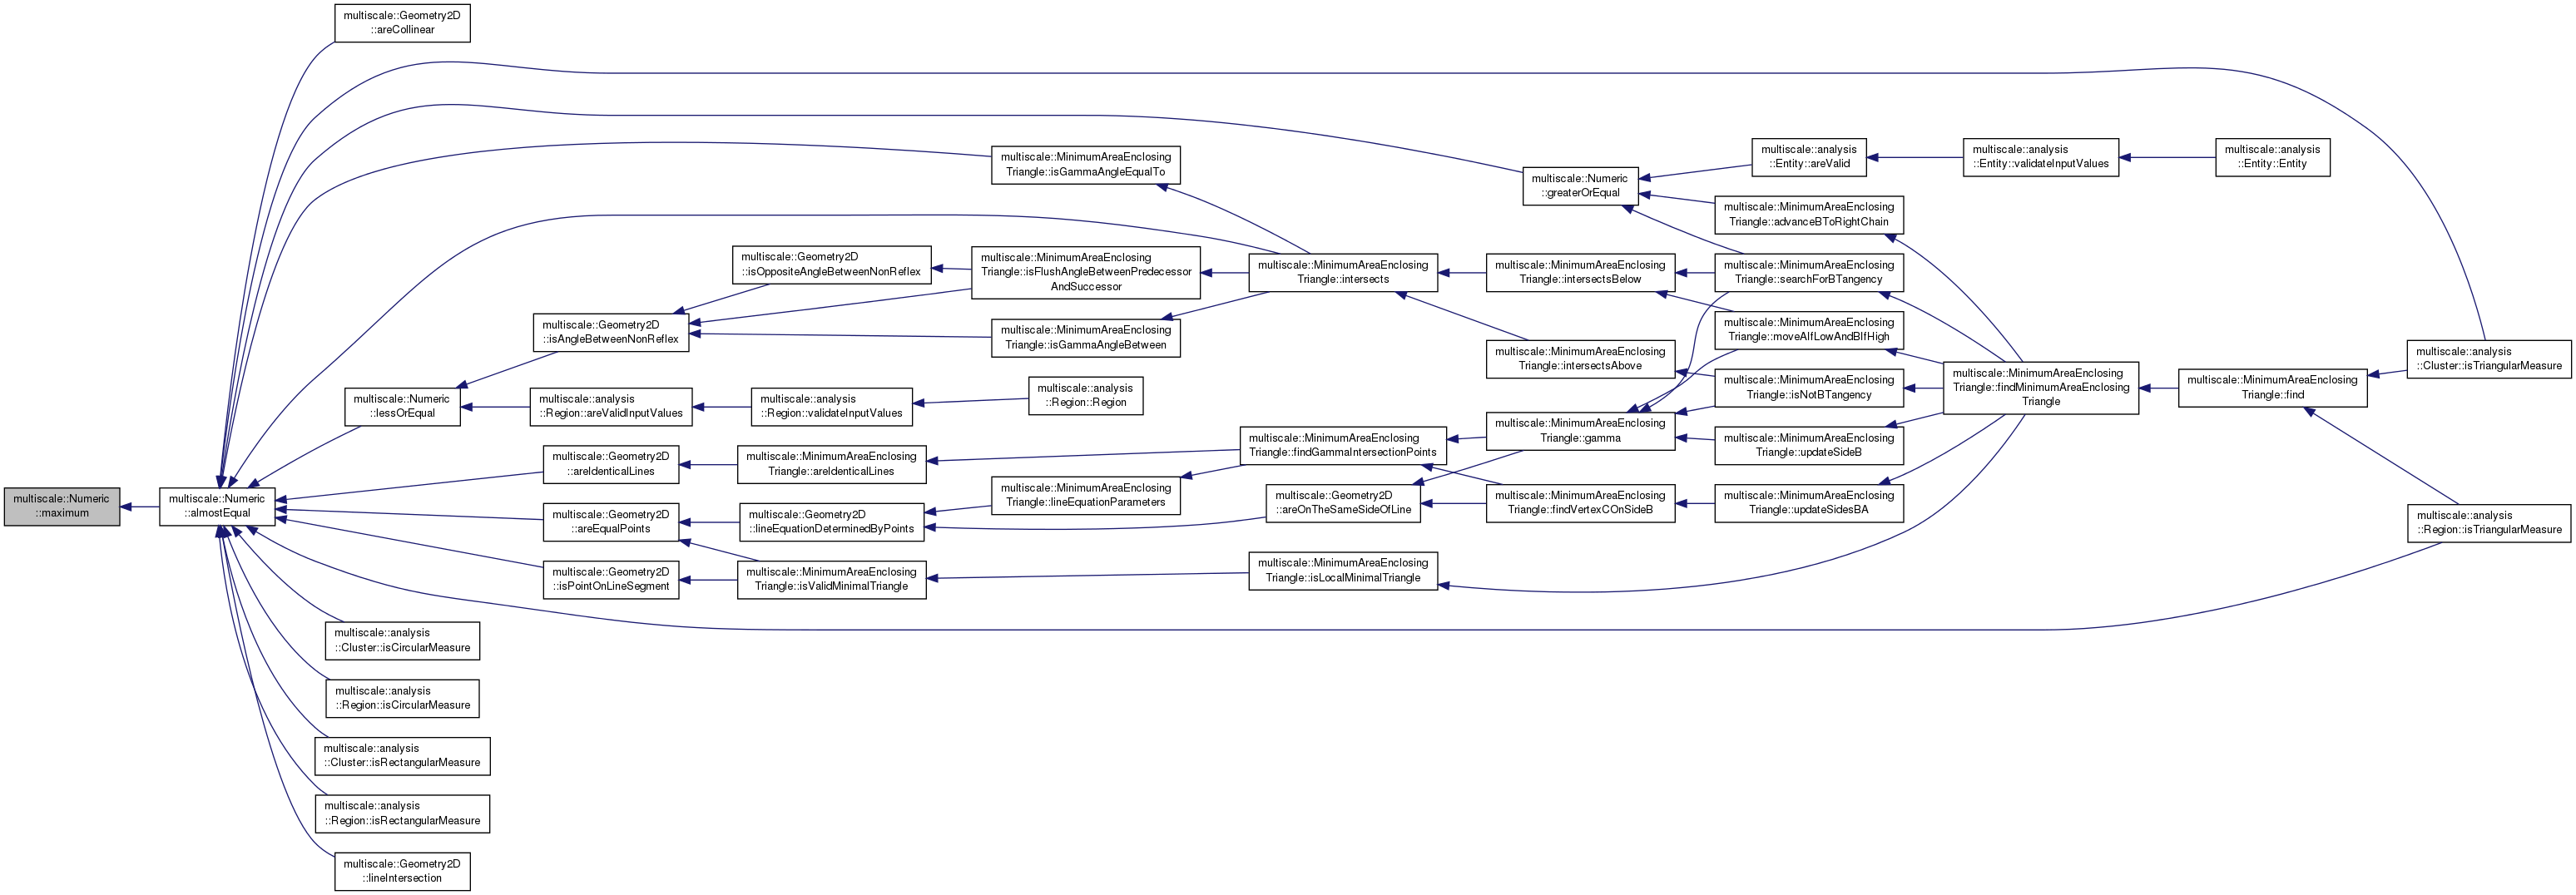 multiscale::Numeric
::maximum
multiscale::Numeric
::almostEqual
multiscale::Geometry2D
::areCollinear
multiscale::Numeric
::lessOrEqual
multiscale::analysis
::Cluster::isCircularMeasure
multiscale::analysis
::Region::isCircularMeasure
multiscale::analysis
::Cluster::isRectangularMeasure
multiscale::analysis
::Region::isRectangularMeasure
multiscale::Geometry2D
::lineIntersection
multiscale::Geometry2D
::isAngleBetweenNonReflex
multiscale::analysis
::Region::areValidInputValues
multiscale::Geometry2D
::areIdenticalLines
multiscale::Geometry2D
::areEqualPoints
multiscale::Geometry2D
::isPointOnLineSegment
multiscale::Geometry2D
::isOppositeAngleBetweenNonReflex
multiscale::analysis
::Region::validateInputValues
multiscale::MinimumAreaEnclosing
Triangle::areIdenticalLines
multiscale::Geometry2D
::lineEquationDeterminedByPoints
multiscale::MinimumAreaEnclosing
Triangle::isValidMinimalTriangle
multiscale::MinimumAreaEnclosing
Triangle::isGammaAngleEqualTo
multiscale::MinimumAreaEnclosing
Triangle::isFlushAngleBetweenPredecessor
AndSuccessor
multiscale::MinimumAreaEnclosing
Triangle::isGammaAngleBetween
multiscale::analysis
::Region::Region
multiscale::MinimumAreaEnclosing
Triangle::lineEquationParameters
multiscale::MinimumAreaEnclosing
Triangle::intersects
multiscale::MinimumAreaEnclosing
Triangle::findGammaIntersectionPoints
multiscale::Geometry2D
::areOnTheSameSideOfLine
multiscale::MinimumAreaEnclosing
Triangle::isLocalMinimalTriangle
multiscale::Numeric
::greaterOrEqual
multiscale::MinimumAreaEnclosing
Triangle::intersectsBelow
multiscale::MinimumAreaEnclosing
Triangle::intersectsAbove
multiscale::MinimumAreaEnclosing
Triangle::gamma
multiscale::MinimumAreaEnclosing
Triangle::findVertexCOnSideB
multiscale::analysis
::Entity::areValid
multiscale::MinimumAreaEnclosing
Triangle::advanceBToRightChain
multiscale::MinimumAreaEnclosing
Triangle::searchForBTangency
multiscale::MinimumAreaEnclosing
Triangle::moveAIfLowAndBIfHigh
multiscale::MinimumAreaEnclosing
Triangle::isNotBTangency
multiscale::MinimumAreaEnclosing
Triangle::updateSideB
multiscale::MinimumAreaEnclosing
Triangle::updateSidesBA
multiscale::analysis
::Entity::validateInputValues
multiscale::MinimumAreaEnclosing
Triangle::findMinimumAreaEnclosing
Triangle
multiscale::analysis
::Entity::Entity
multiscale::MinimumAreaEnclosing
Triangle::find
multiscale::analysis
::Cluster::isTriangularMeasure
multiscale::analysis
::Region::isTriangularMeasure